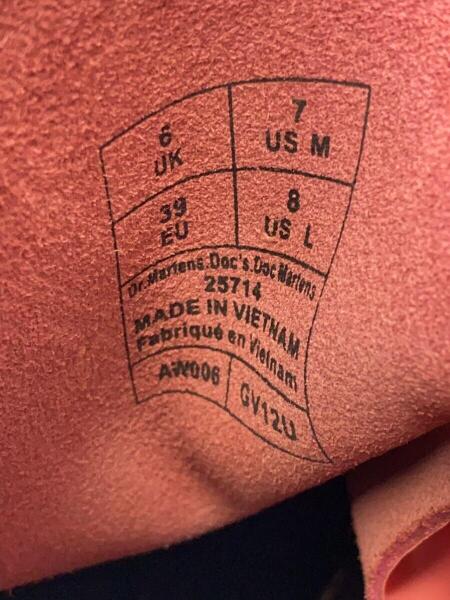 6 UK
7 US M
39 EU
8 US L
Dr.Martens.Doc's.Doc Martens
25714
MADE IN VIETNAM
Fabriqué en Vietnam
AW006 GV12U